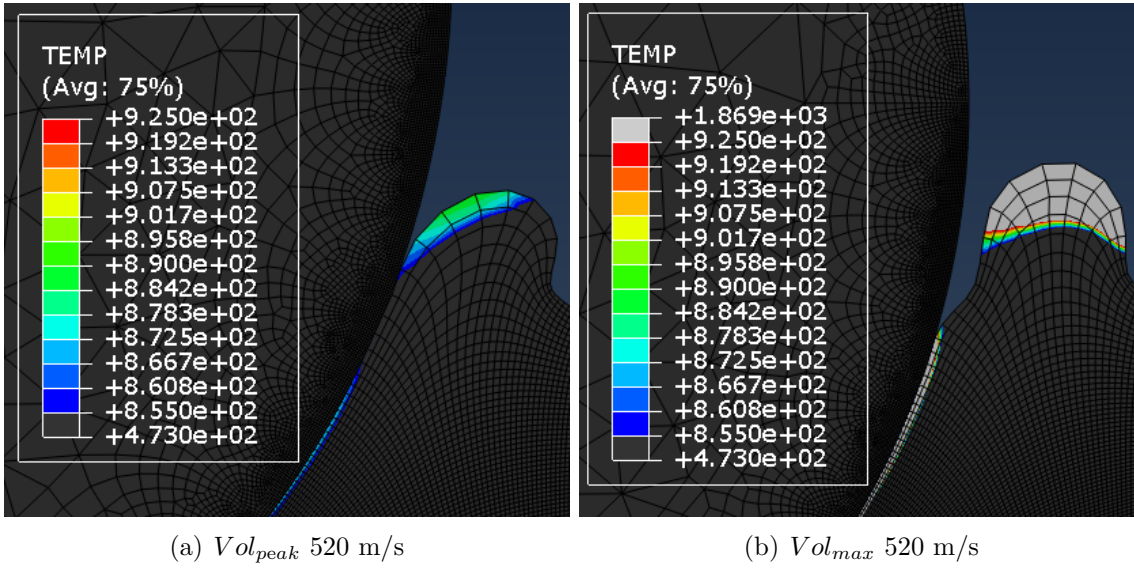 TEMP
(Avg: 75%)
+9.250e+02
+9.192e+02
+9.133e+02
+9.075e+02
+9.017e+02
+8.958e+02
+8.900e+02
+8.842e+02
+8.783e+02
+8.725e+02
+8.667e+02
+8.608e+02
+8.550e+02
+4.730e+02
TEMP
(Avg: 75%)
+1.869e+03
+9.250e+02
+9.192e+02
+9.133e+02
+9.075e+02
+9.017e+02
+8.958e+02
+8.900e+02
+8.842e+02
+8.783e+02
+8.725e+02
+8.667e+02
+8.608e+02
+8.550e+02
+4.730e+02
(a) Vol_peak 520 m/s
(b) Vol_max 520 m/s